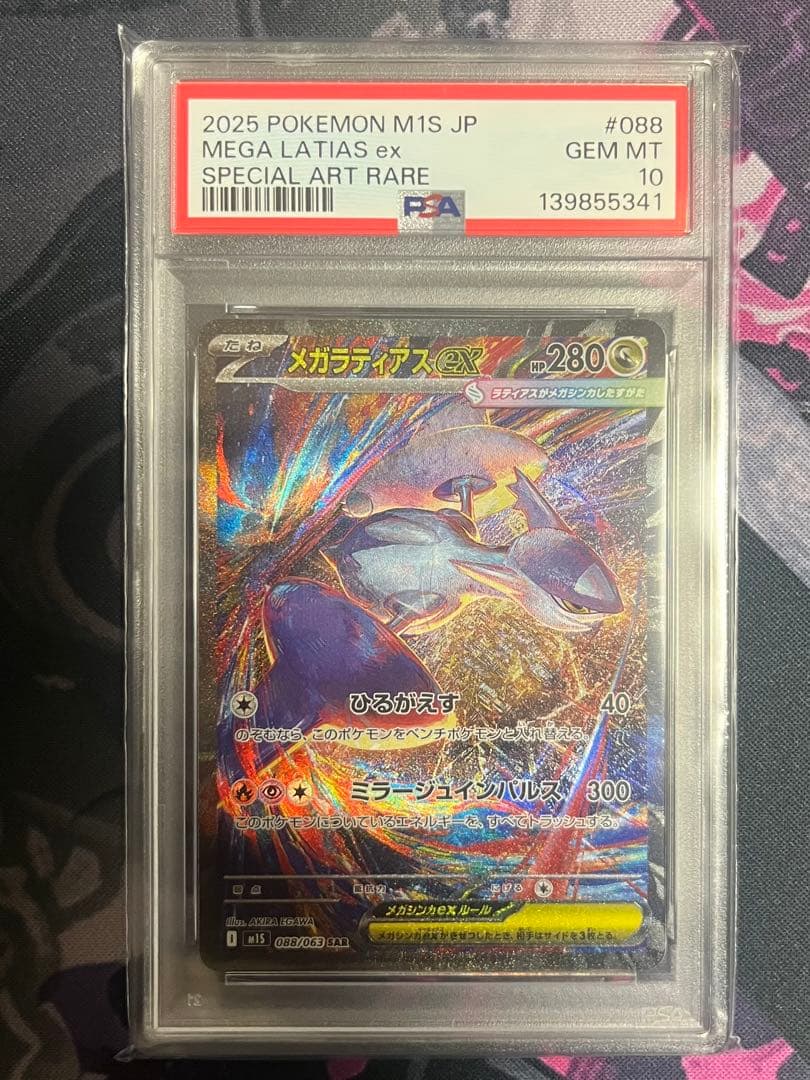 2025 POKEMON M1S JP #088
MEGA LATIAS ex GEM MT
SPECIAL ART RARE 10
PSA 139855341
たね メガラティアスex HP280
ラティアスがメガシンカしたすがた
ひるがえす 40
のぞむなら、このポケモンをベンチポケモンと入れ替える。
ミラージュインパルス 300
このポケモンについているエネルギーを、すべてトラッシュする。
弱点 抵抗力 にげる
メガシンカexルール
メガシンカexがきぜつしたとき、相手はサイドを3枚とる。
Illus. AKIRA EGAWA
I M1S 088/063 SAR
PSA